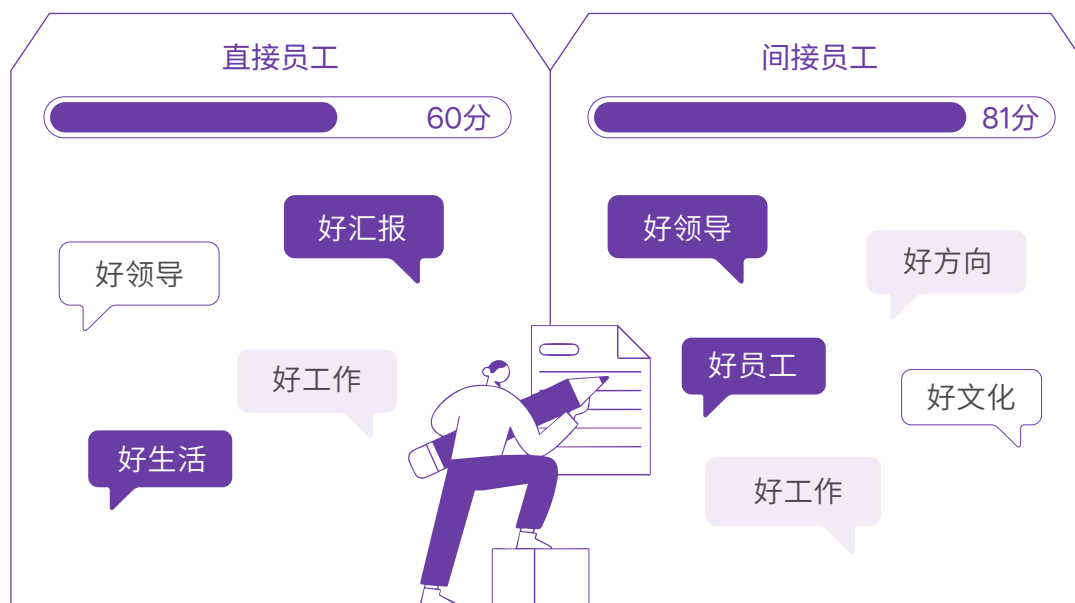 直接员工
60分
好汇报
好领导
好工作
好生活
间接员工
81分
好领导
好方向
好员工
好文化
好工作